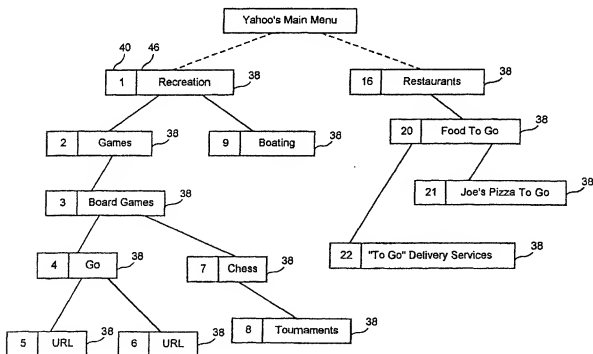 Yahoo's Main Menu
40 46
1 Recreation 38
16 Restaurants 38
2 Games 38
9 Boating 38
20 Food To Go 38
3 Board Games 38
21 Joe's Pizza To Go 38
4 Go 38
7 Chess 38
22 "To Go" Delivery Services 38
5 URL 38
6 URL 38
8 Tournaments 38